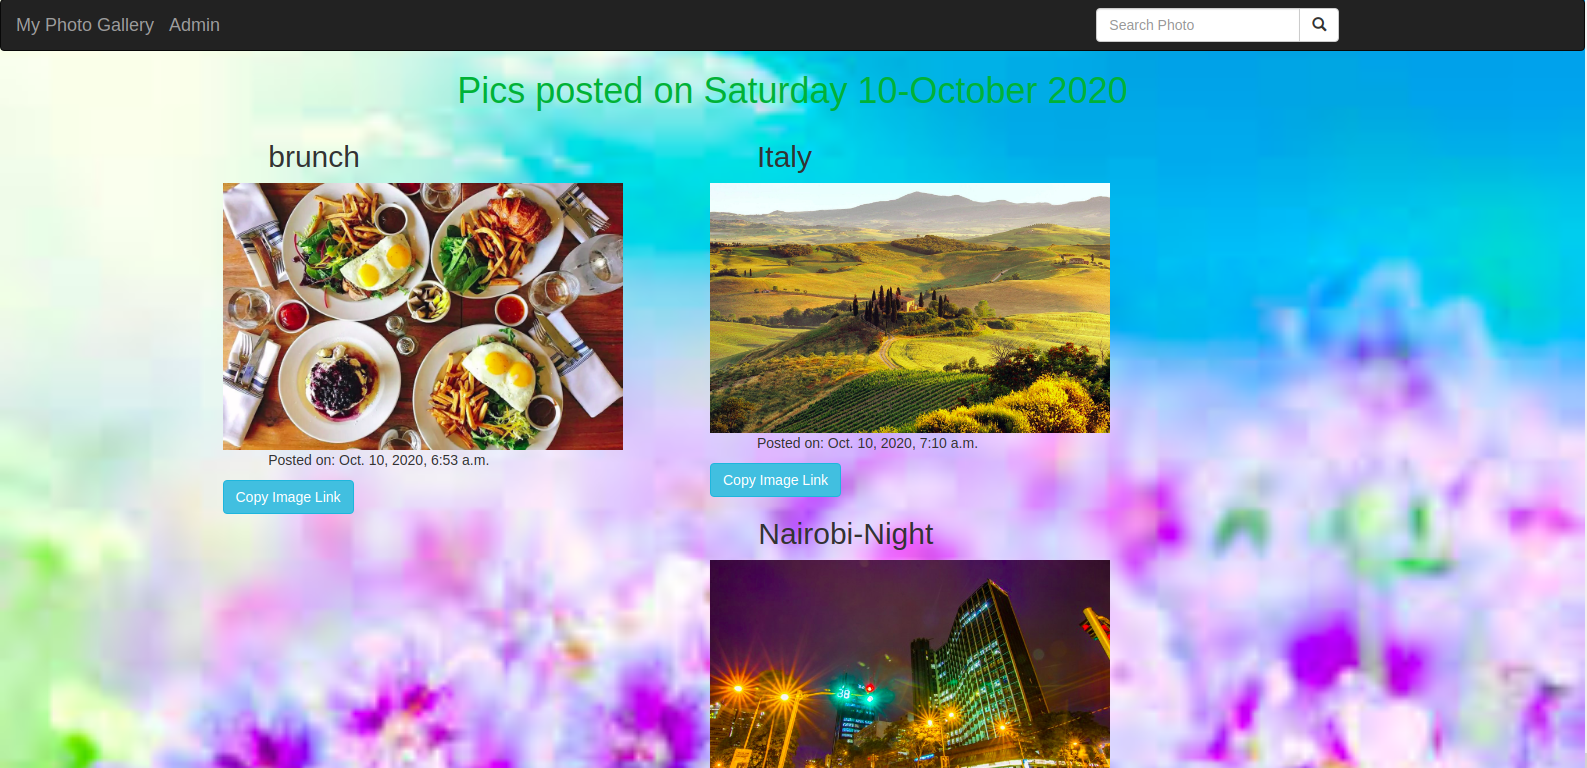 My Photo Gallery Admin
Search Photo
Pics posted on Saturday 10-October 2020
brunch
Posted on: Oct. 10, 2020, 6:53 a.m.
Copy Image Link
Italy
Posted on: Oct. 10, 2020, 7:10 a.m.
Copy Image Link
Nairobi-Night